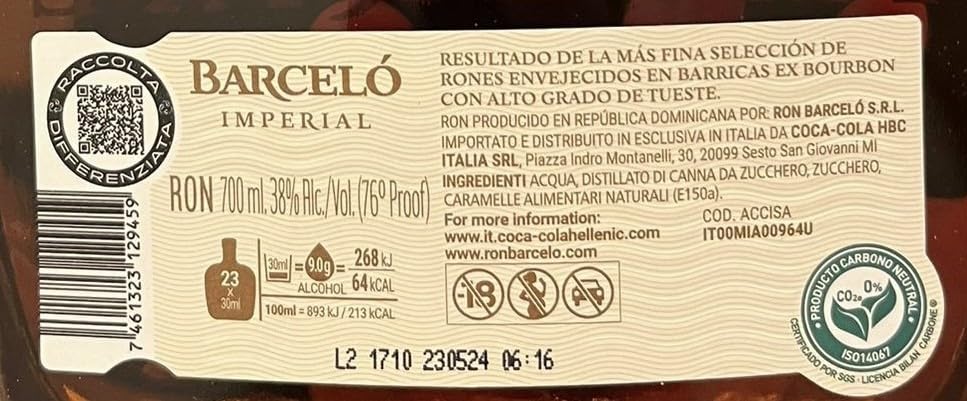 RACCOLTA
DIFFERENZIATA
7 461323 129459
BARCELÓ
IMPERIAL
RON 700 ml. 38% Alc./Vol. (76° Proof)
23
x
30ml
30ml = 9.0g = 268 kJ
ALCOHOL 64 kCAL
100ml = 893 kJ / 213 kCAL
RESULTADO DE LA MÁS FINA SELECCIÓN DE
RONES ENVEJECIDOS EN BARRICAS EX BOURBON
CON ALTO GRADO DE TUESTE.
RON PRODUCIDO EN REPÚBLICA DOMINICANA POR: RON BARCELÓ S.R.L.
IMPORTATO E DISTRIBUITO IN ESCLUSIVA IN ITALIA DA COCA-COLA HBC
ITALIA SRL, Piazza Indro Montanelli, 30, 20099 Sesto San Giovanni MI
INGREDIENTI ACQUA, DISTILLATO DI CANNA DA ZUCCHERO, ZUCCHERO,
CARAMELLE ALIMENTARI NATURALI (E150a).
For more information:
www.it.coca-colahellenic.com
www.ronbarcelo.com
COD. ACCISA
IT00MIA00964U
-18
PRODUCTO CARBONO NEUTRAL
CO2e 0%
ISO14067
CERTIFICADO POR SGS - LICENCIA BILAN CARBONE®
L2 1710 230524 06:16